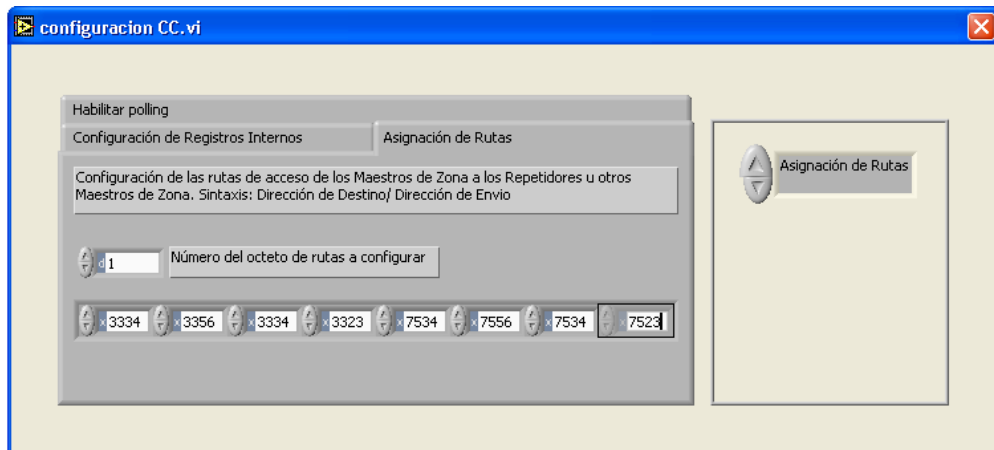 configuracion CC.vi
Habilitar polling
Configuración de Registros Internos
Asignación de Rutas
Configuración de las rutas de acceso de los Maestros de Zona a los Repetidores u otros
Maestros de Zona. Sintaxis: Dirección de Destino/ Dirección de Envio
d 1
Número del octeto de rutas a configurar
x 3334 x 3356 x 3334 x 3323 x 7534 x 7556 x 7534 x 7523
Asignación de Rutas